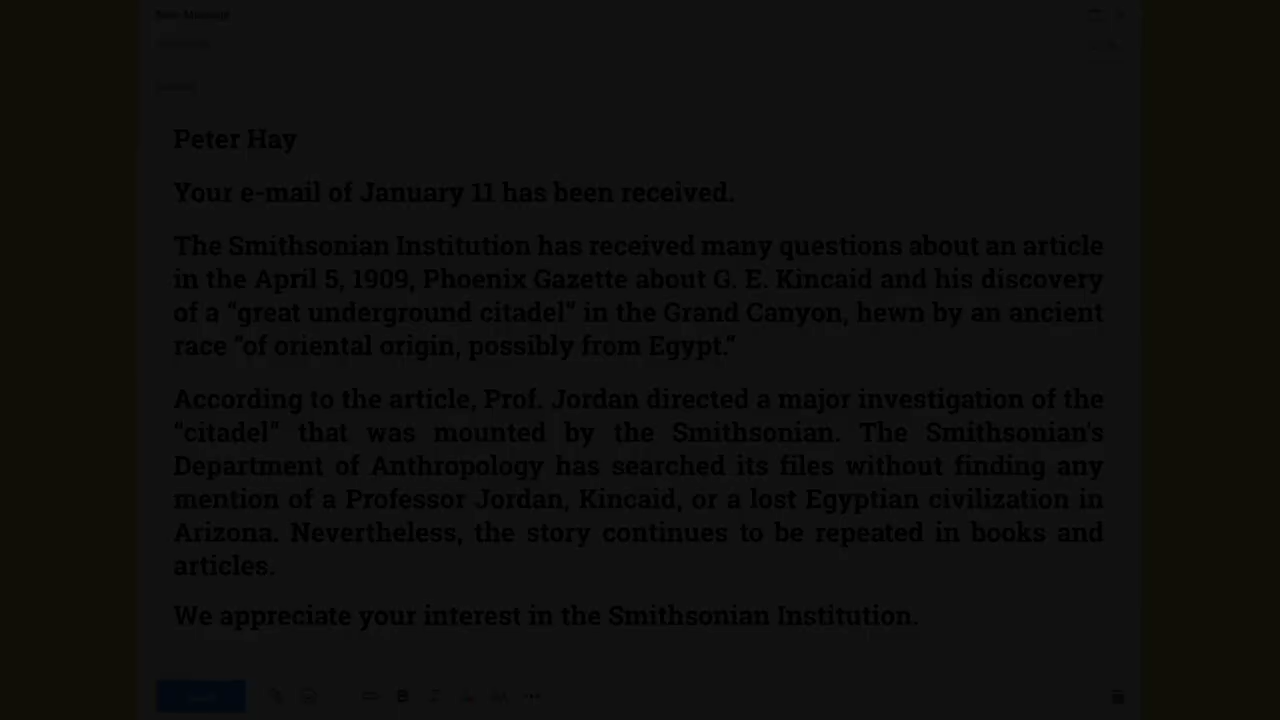 New Message
Peter Hay
Your e-mail of January 11 has been received.
The Smithsonian Institution has received many questions about an article
in the April 5, 1909, Phoenix Gazette about G. E. Kincaid and his discovery
of a “great underground citadel” in the Grand Canyon, hewn by an ancient
race “of oriental origin, possibly from Egypt.”
According to the article, Prof. Jordan directed a major investigation of the
“citadel” that was mounted by the Smithsonian. The Smithsonian's
Department of Anthropology has searched its files without finding any
mention of a Professor Jordan, Kincaid, or a lost Egyptian civilization in
Arizona. Nevertheless, the story continues to be repeated in books and
articles.
We appreciate your interest in the Smithsonian Institution.